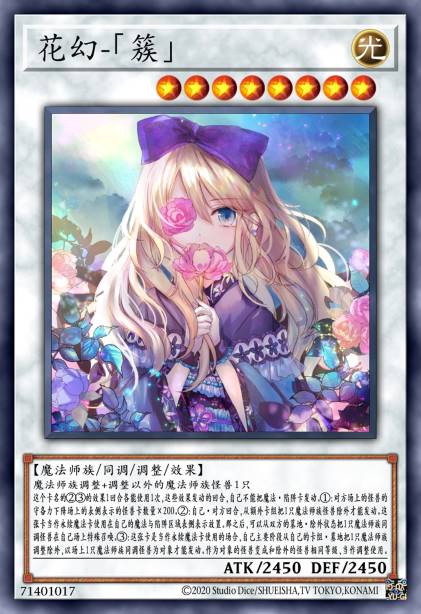 花幻-「簇」
光
【魔法师族/同调/调整/效果】
魔法师族调整+调整以外的魔法师族怪兽1只
这个卡名的②③的效果1回合各能使用1次,这些效果发动的回合,自己不能把魔法·陷阱卡发动。①:对方场上的怪兽的
守备力下降场上的表侧表示的怪兽卡数量×200。②:自己·对方回合,从额外卡组把1只魔法师族怪兽除外才能发动。这
张卡当作永续魔法卡使用在自己的魔法与陷阱区域表侧表示放置。那之后,可以从双方的墓地·除外状态把1只魔法师族同
调怪兽在自己场上特殊召唤。③:这张卡是当作永续魔法卡使用的场合,自己主要阶段从自己的卡组·墓地把1只魔法师族
调整除外,以场上1只魔法师族同调怪兽为对象才能发动。作为对象的怪兽变成和除外的怪兽相同等级,当作调整使用。
ATK/2450 DEF/2450
71401017
©2020 Studio Dice/SHUEISHA,TV TOKYO,KONAMI